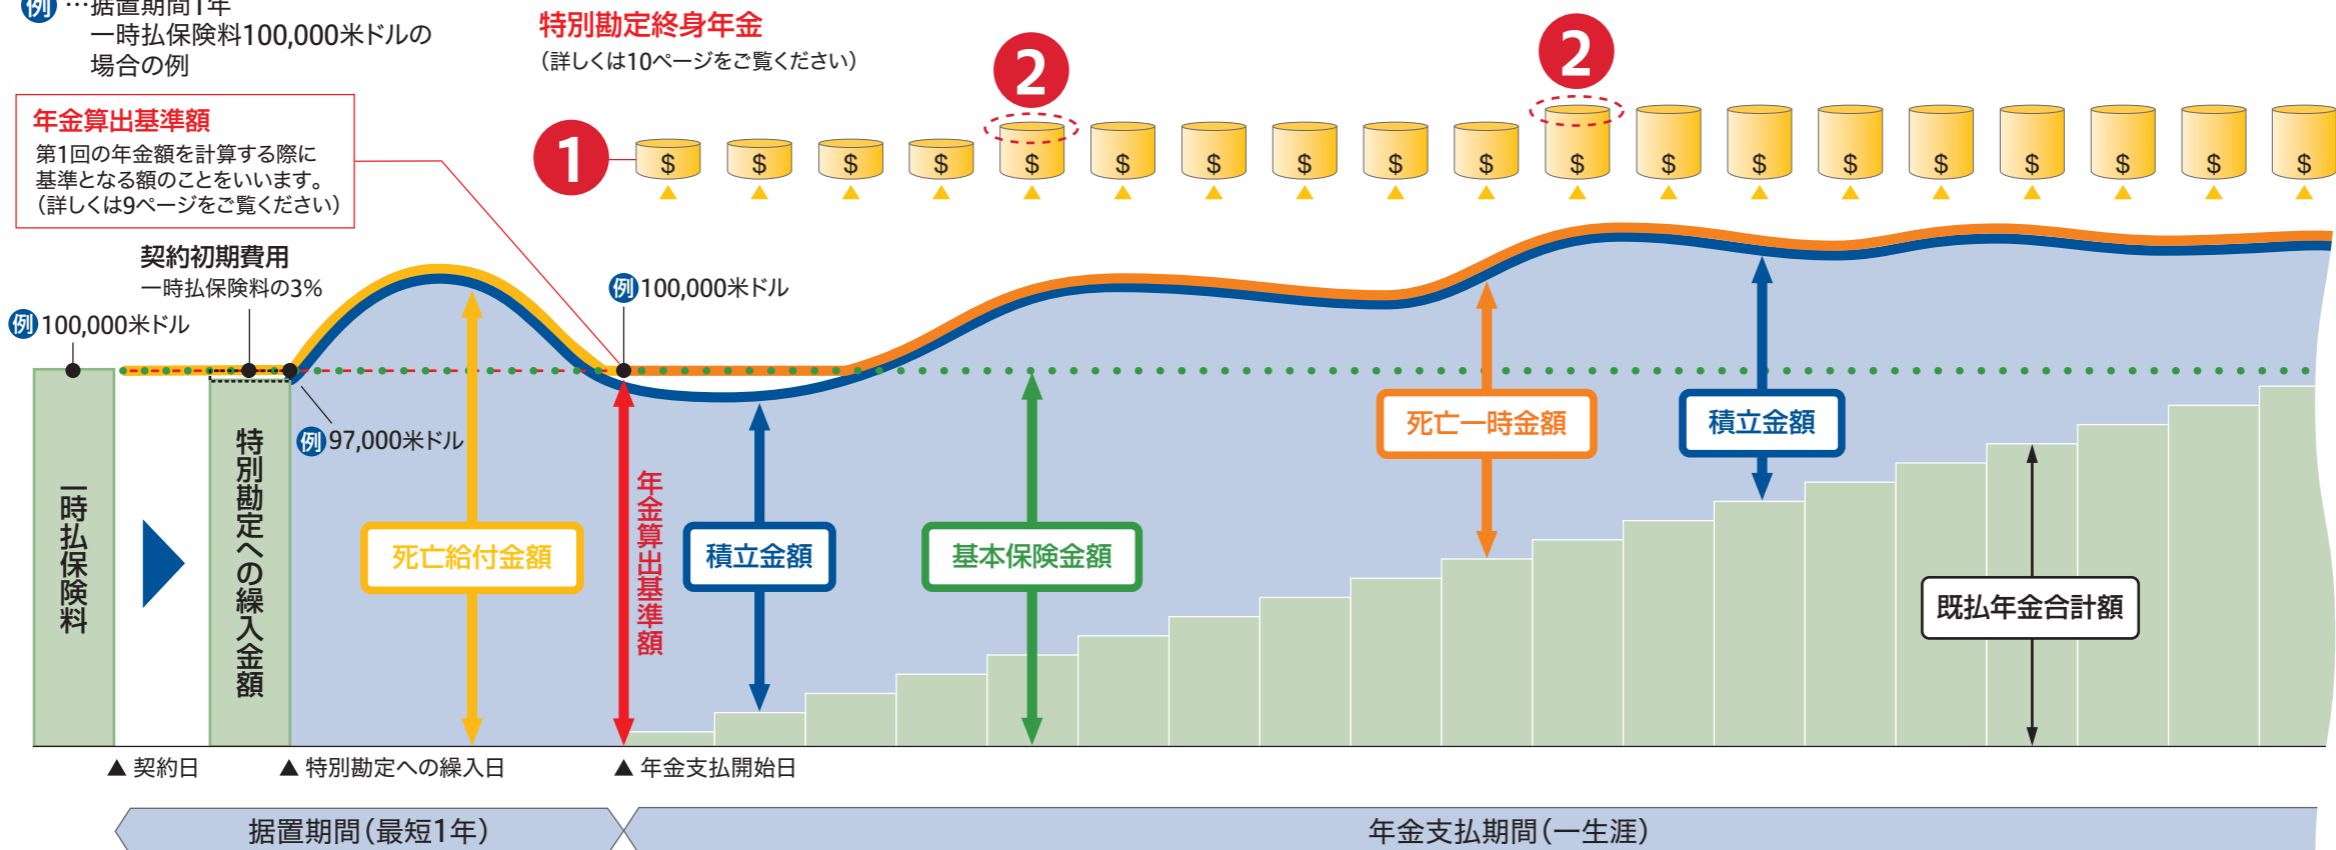 例 …据置期間1年
一時払保険料100,000米ドルの
場合の例
特別勘定終身年金
（詳しくは10ページをご覧ください）
2
2
年金算出基準額
第1回の年金額を計算する際に
基準となる額のことをいいます。
（詳しくは9ページをご覧ください）
1
$ $ $ $ $ $ $ $ $ $ $ $ $ $ $ $ $ $ $
契約初期費用
一時払保険料の3%
例 100,000米ドル
例 100,000米ドル
例 97,000米ドル
一時払保険料
特別勘定への繰入金額
死亡給付金額
年金算出基準額
積立金額
基本保険金額
死亡一時金額
積立金額
既払年金合計額
▲ 契約日
▲ 特別勘定への繰入日
▲ 年金支払開始日
据置期間（最短1年）
年金支払期間（一生涯）